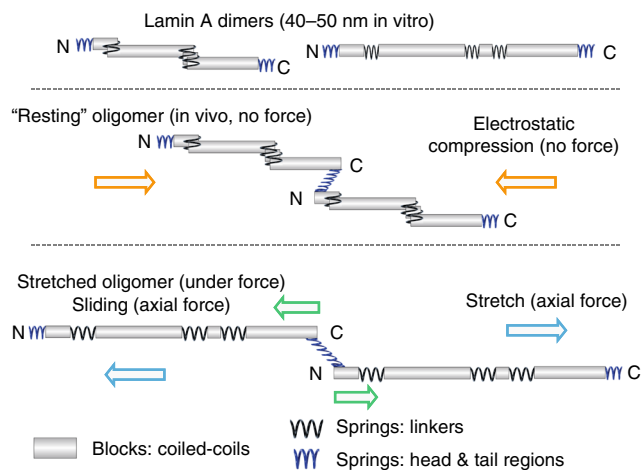 Lamin A dimers (40–50 nm in vitro)
N
C
N
C
“Resting” oligomer (in vivo, no force)
Electrostatic
compression (no force)
N
C
N
C
Stretched oligomer (under force)
Sliding (axial force)
Stretch (axial force)
N
C
N
C
Blocks: coiled-coils
Springs: linkers
Springs: head & tail regions